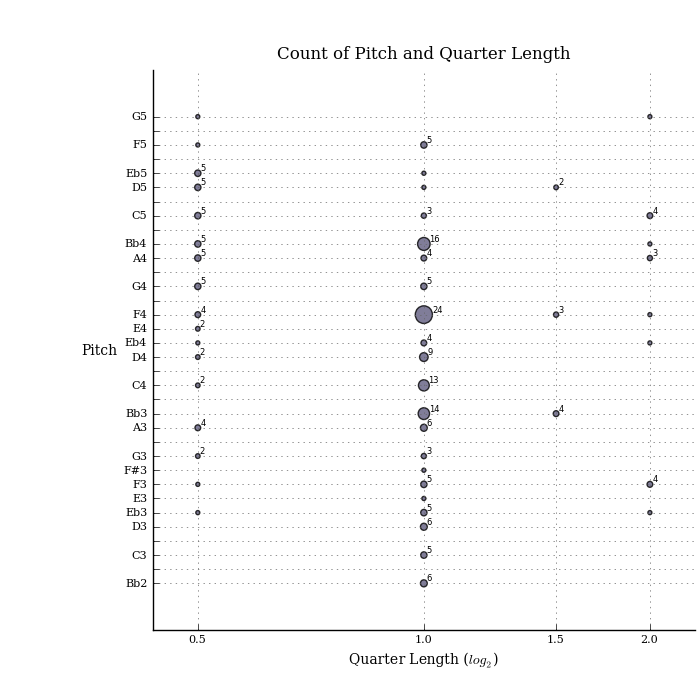 Count of Pitch and Quarter Length
G5
F5 5
Eb5 5
D5 5 2
C5 5 3 4
Bb4 5 16
A4 5 4 3
G4 5 5
F4 4 24 3
E4 2
Eb4 4
Pitch
D4 2 9
C4 2 13
Bb3 14 4
A3 4 6
G3 2 3
F#3
F3 5 4
E3
Eb3 5
D3 6
C3 5
Bb2 6
0.5 1.0 1.5 2.0
Quarter Length (log₂)